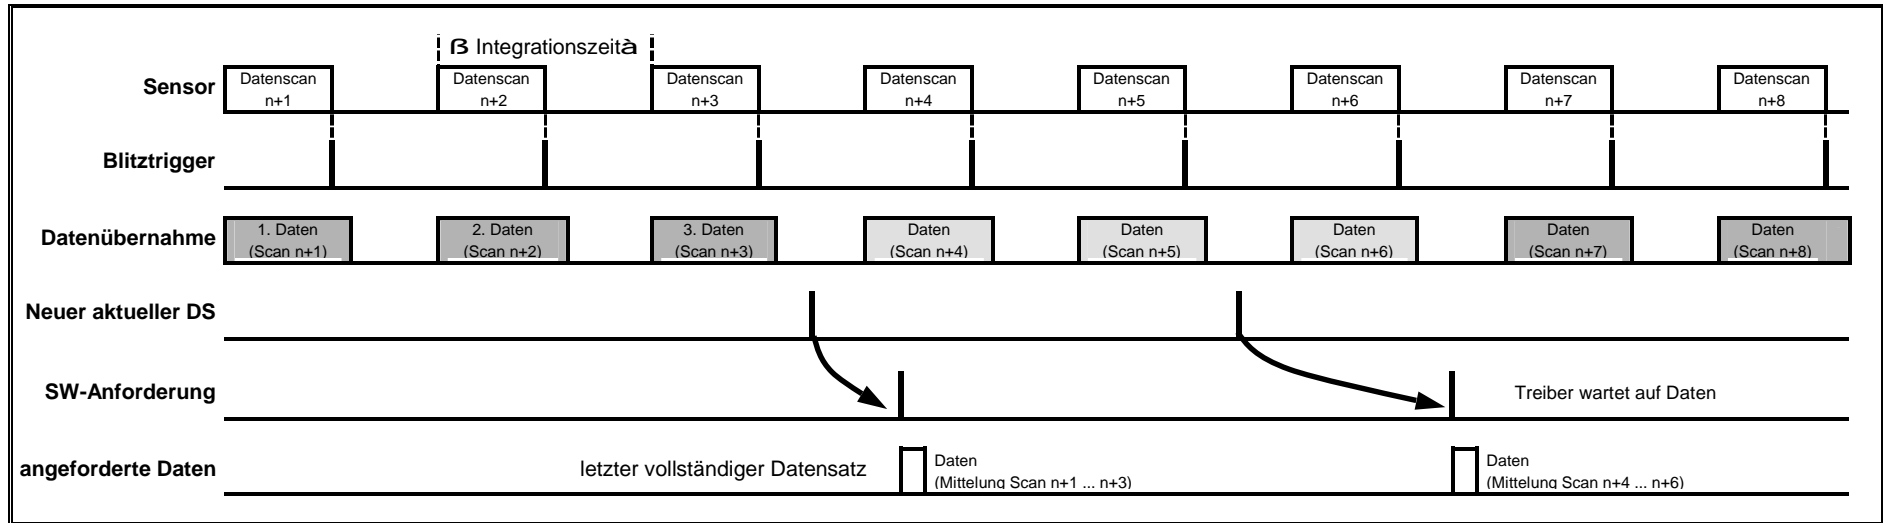 ß Integrationszeità
Sensor
Datenscan
n+1
Datenscan
n+2
Datenscan
n+3
Datenscan
n+4
Datenscan
n+5
Datenscan
n+6
Datenscan
n+7
Datenscan
n+8
Blitztrigger
Datenübernahme
1. Daten
(Scan n+1)
2. Daten
(Scan n+2)
3. Daten
(Scan n+3)
Daten
(Scan n+4)
Daten
(Scan n+5)
Daten
(Scan n+6)
Daten
(Scan n+7)
Daten
(Scan n+8)
Neuer aktueller DS
SW-Anforderung
Treiber wartet auf Daten
angeforderte Daten
letzter vollständiger Datensatz
Daten
(Mittelung Scan n+1 ... n+3)
Daten
(Mittelung Scan n+4 ... n+6)